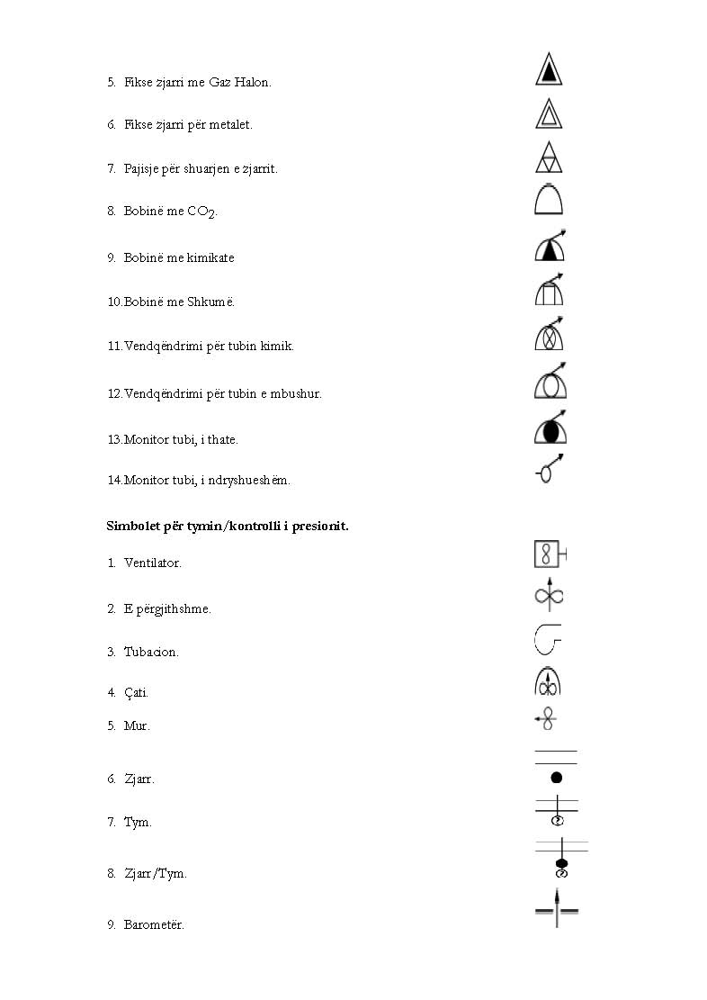 5. Fikse zjarri me Gaz Halon.
6. Fikse zjarri për metalet.
7. Pajisje për shuarjen e zjarrit.
8. Bobinë me CO2.
9. Bobinë me kimikate
10.Bobinë me Shkumë.
11.Vendqëndrimi për tubin kimik.
12.Vendqëndrimi për tubin e mbushur.
13.Monitor tubi, i thate.
14.Monitor tubi, i ndryshueshëm.
Simbolet për tymin/kontrolli i presionit.
1. Ventilator.
2. E përgjithshme.
3. Tubacion.
4. Çati.
5. Mur.
6. Zjarr.
7. Tym.
8. Zjarr/Tym.
9. Barometër.